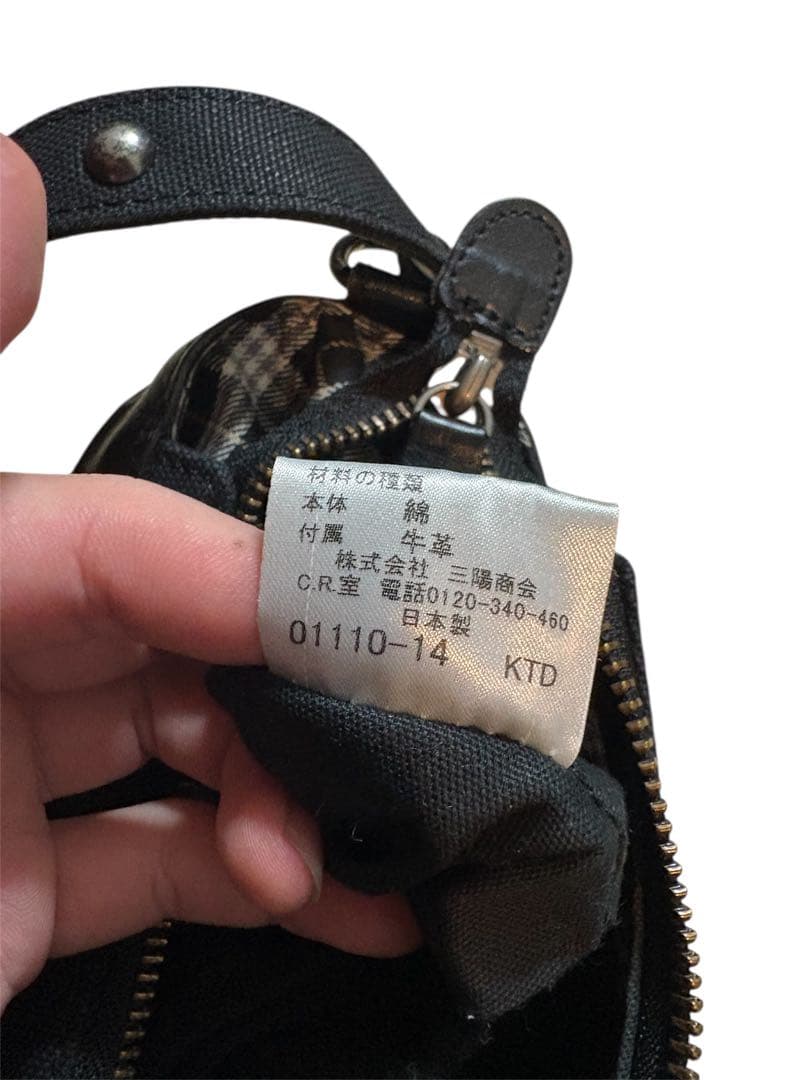 材料の種類
本体 綿
付属 牛革
株式会社 三陽商会
C.R.室 電話0120-340-460
日本製
01110-14 KTD